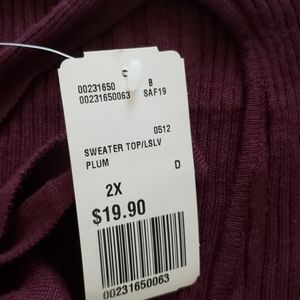 00231650 B
00231650063 SAF19
0512
SWEATER TOP/LSLV
PLUM D
2X
$19.90
00231650063